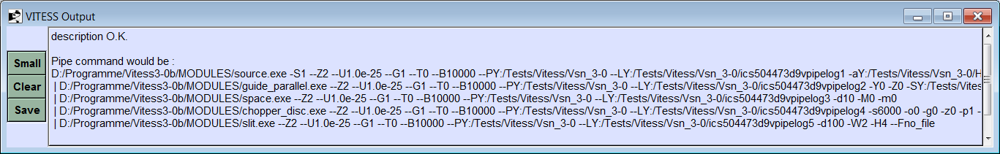 VITESS Output
description O.K.
Small
Pipe command would be :
D:/Programme/Vitess3-0b/MODULES/source.exe -S1 --Z2 --U1.0e-25 --G1 --T0 --B10000 --PY:/Tests/Vitess/Vsn_3-0 --LY:/Tests/Vitess/Vsn_3-0/ics504473d9vpipelog1 -aY:/Tests/Vitess/Vsn_3-0/H
Clear
| D:/Programme/Vitess3-0b/MODULES/guide_parallel.exe --Z2 --U1.0e-25 --G1 --T0 --B10000 --PY:/Tests/Vitess/Vsn_3-0 --LY:/Tests/Vitess/Vsn_3-0/ics504473d9vpipelog2 -Y0 -Z0 -SY:/Tests/Vitess
| D:/Programme/Vitess3-0b/MODULES/space.exe --Z2 --U1.0e-25 --G1 --T0 --B10000 --PY:/Tests/Vitess/Vsn_3-0 --LY:/Tests/Vitess/Vsn_3-0/ics504473d9vpipelog3 -d10 -M0 -m0
Save
| D:/Programme/Vitess3-0b/MODULES/chopper_disc.exe --Z2 --U1.0e-25 --G1 --T0 --B10000 --PY:/Tests/Vitess/Vsn_3-0 --LY:/Tests/Vitess/Vsn_3-0/ics504473d9vpipelog4 -s6000 -o0 -g0 -z0 -p1 -
| D:/Programme/Vitess3-0b/MODULES/slit.exe --Z2 --U1.0e-25 --G1 --T0 --B10000 --PY:/Tests/Vitess/Vsn_3-0 --LY:/Tests/Vitess/Vsn_3-0/ics504473d9vpipelog5 -d100 -W2 -H4 --Fno_file